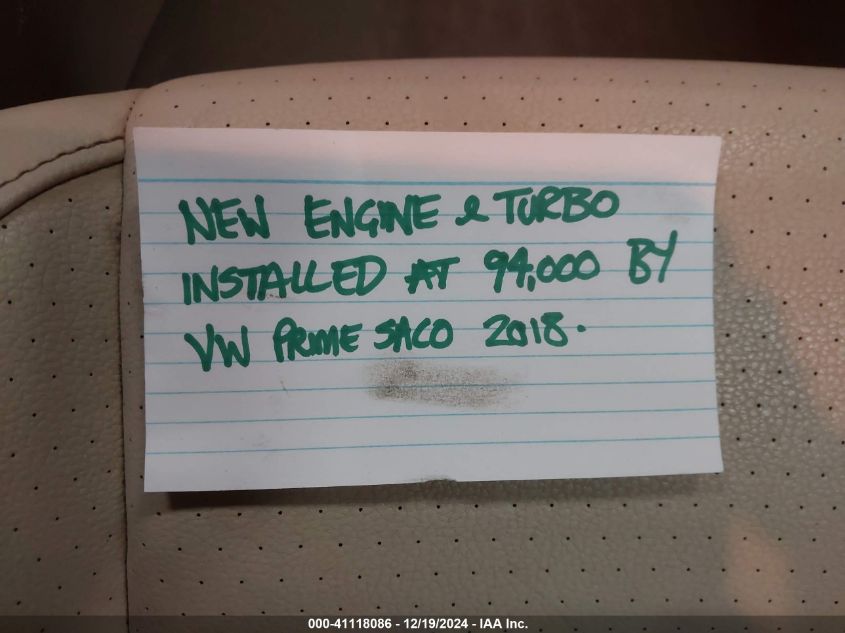 NEW ENGINE & TURBO
INSTALLED AT 94,000 BY
VW PRIME SACO 2018.
000-41118086 - 12/19/2024 - IAA Inc.